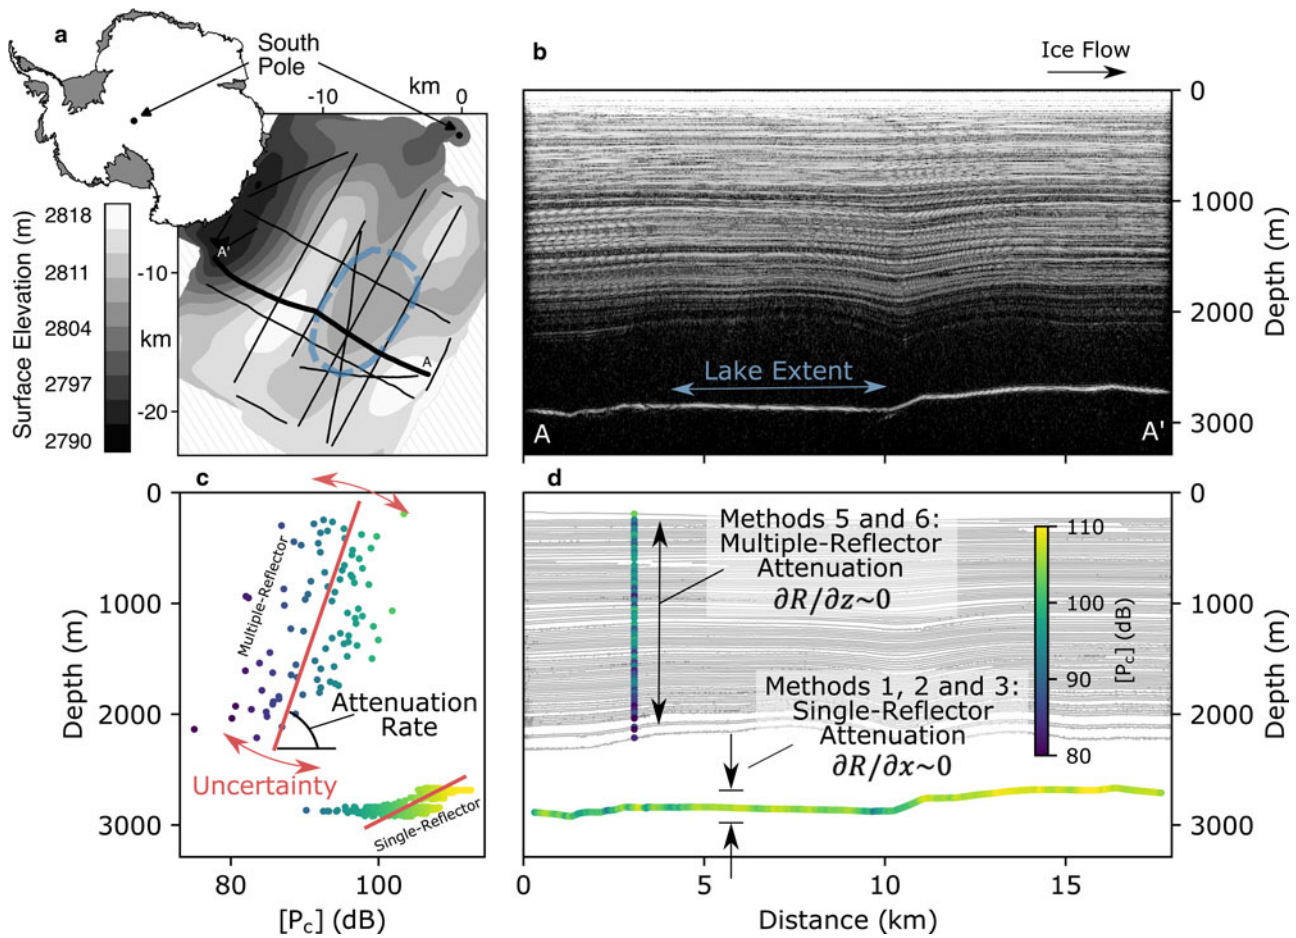 a
South
Pole
km
-10
0
Surface Elevation (m)
2818
2811
2804
2797
2790
-10
km
-20
A'
A
b
Ice Flow
0
1000
2000
3000
Depth (m)
Lake Extent
A
A'
c
0
1000
2000
3000
Depth (m)
Multiple-Reflector
Attenuation
Rate
Uncertainty
Single-Reflector
80
100
[Pc] (dB)
d
Methods 5 and 6:
Multiple-Reflector
Attenuation
∂R/∂z~0
Methods 1, 2 and 3:
Single-Reflector
Attenuation
∂R/∂x~0
110
100
90
80
[Pc] (dB)
0
1000
2000
3000
Depth (m)
0
5
10
15
Distance (km)